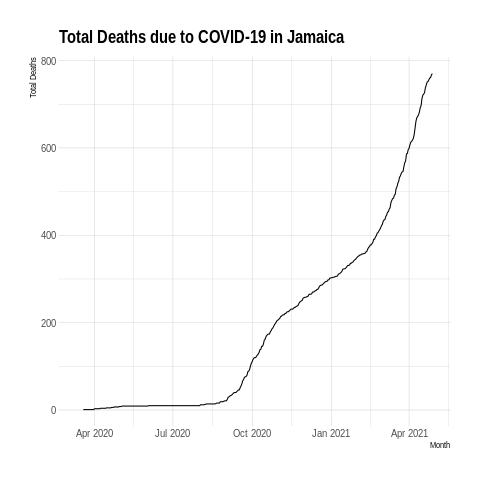 Total Deaths due to COVID-19 in Jamaica
Total Deaths
800
600
400
200
0
Apr 2020 Jul 2020 Oct 2020 Jan 2021 Apr 2021
Month